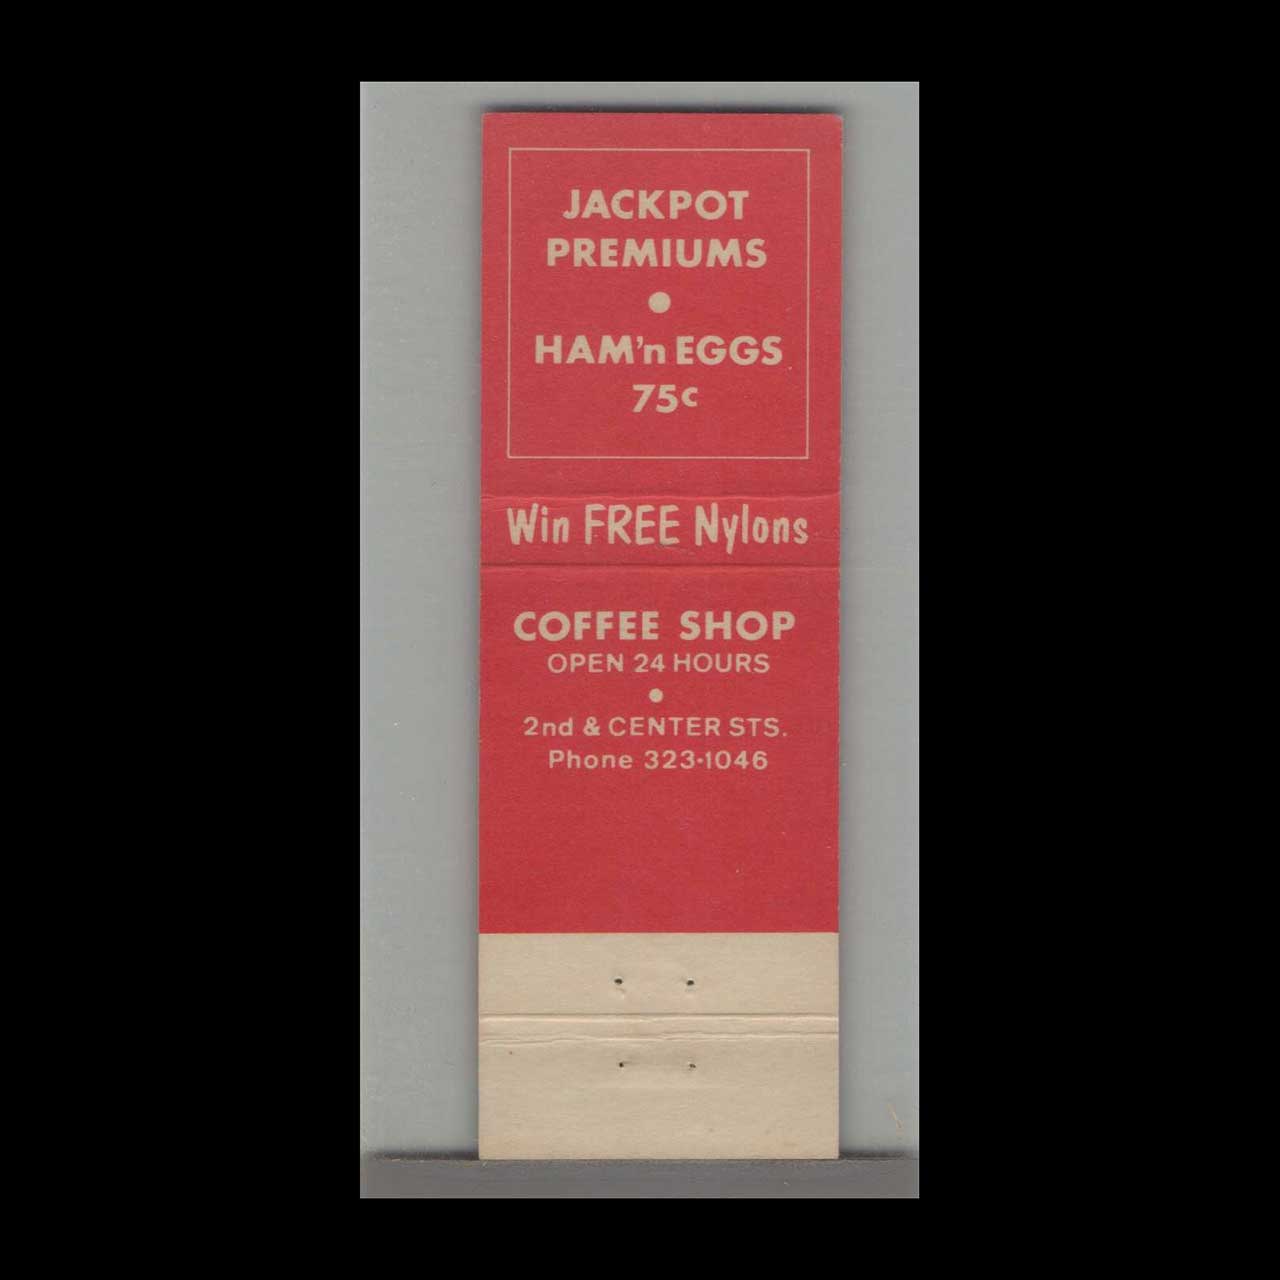 JACKPOT
PREMIUMS
●
HAM'n EGGS
75c
Win FREE Nylons
COFFEE SHOP
OPEN 24 HOURS
●
2nd & CENTER STS.
Phone 323-1046